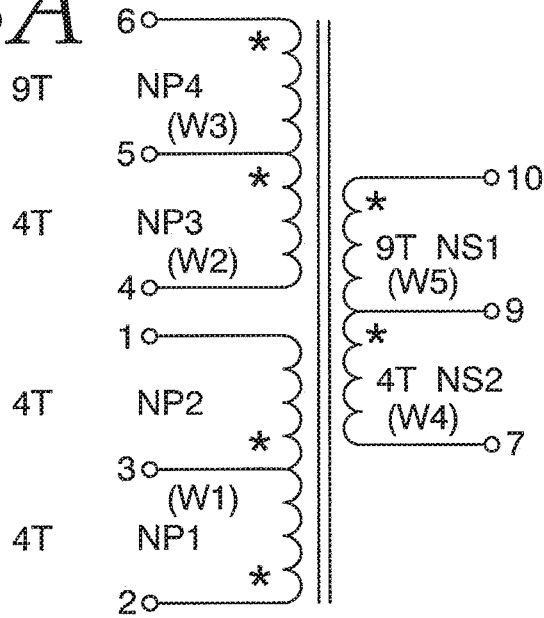 A
6 *
9T NP4
(W3)
5 *
10
*
4T NP3
9T NS1
(W2)
(W5)
4
9
1
*
4T NP2
4T NS2
(W4)
*
7
3
(W1)
4T NP1
*
2